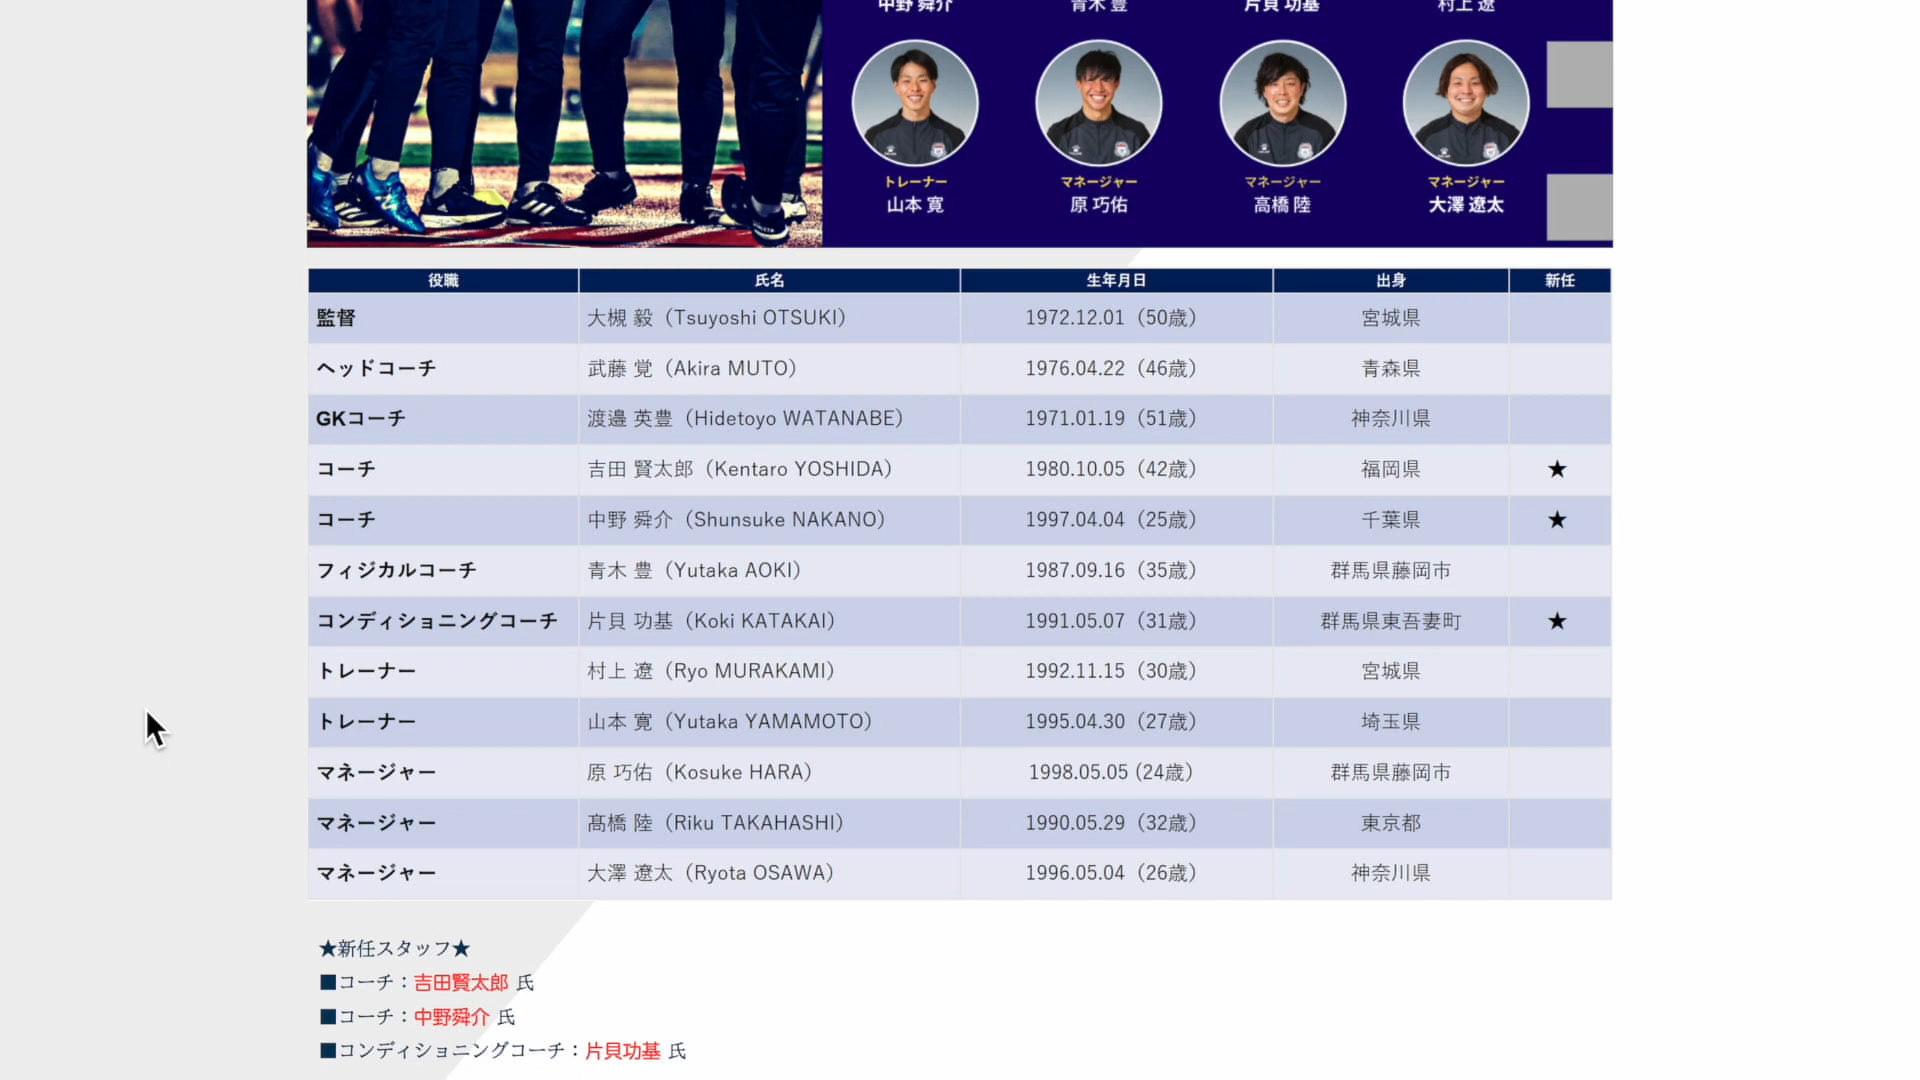 中野 舜介 青木 豊 片貝 功基 村上 遼
トレーナー マネージャー マネージャー マネージャー
山本 寛 原 巧佑 高橋 陸 大澤 遼太
役職 氏名 生年月日 出身 新任
監督 大槻 毅（Tsuyoshi OTSUKI） 1972.12.01（50歳） 宮城県
ヘッドコーチ 武藤 覚（Akira MUTO） 1976.04.22（46歳） 青森県
GKコーチ 渡邉 英豊（Hidetoyo WATANABE） 1971.01.19（51歳） 神奈川県
コーチ 吉田 賢太郎（Kentaro YOSHIDA） 1980.10.05（42歳） 福岡県 ★
コーチ 中野 舜介（Shunsuke NAKANO） 1997.04.04（25歳） 千葉県 ★
フィジカルコーチ 青木 豊（Yutaka AOKI） 1987.09.16（35歳） 群馬県藤岡市
コンディショニングコーチ 片貝 功基（Koki KATAKAI） 1991.05.07（31歳） 群馬県東吾妻町 ★
トレーナー 村上 遼（Ryo MURAKAMI） 1992.11.15（30歳） 宮城県
トレーナー 山本 寛（Yutaka YAMAMOTO） 1995.04.30（27歳） 埼玉県
マネージャー 原 巧佑（Kosuke HARA） 1998.05.05 (24歳） 群馬県藤岡市
マネージャー 髙橋 陸（Riku TAKAHASHI） 1990.05.29（32歳） 東京都
マネージャー 大澤 遼太（Ryota OSAWA） 1996.05.04（26歳） 神奈川県
★新任スタッフ★
■コーチ：吉田賢太郎 氏
■コーチ：中野舜介 氏
■コンディショニングコーチ：片貝功基 氏